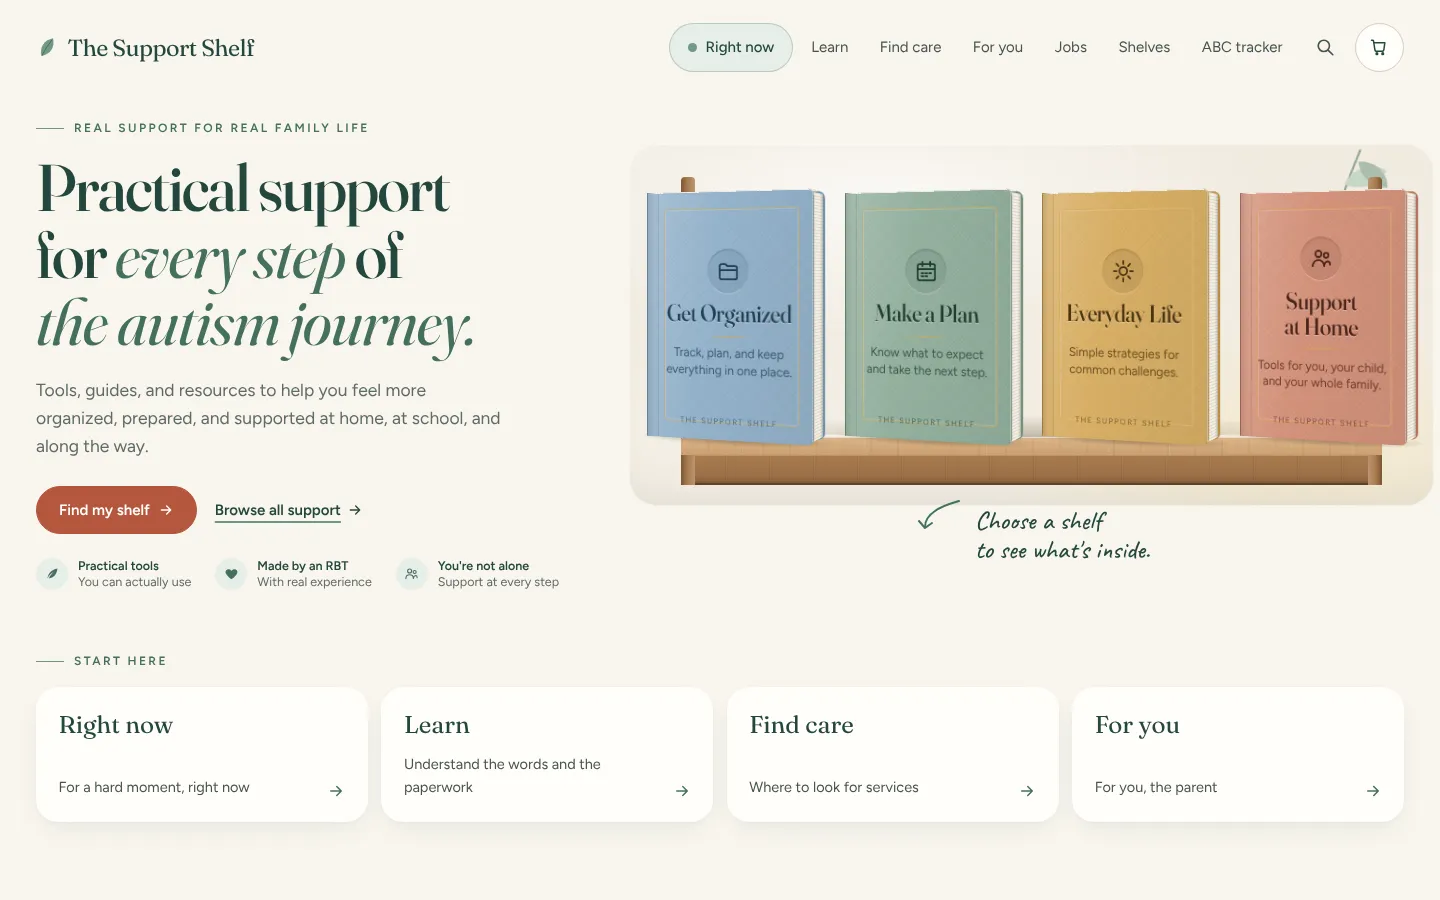 The Support Shelf
Right now
Learn
Find care
For you
Jobs
Shelves
ABC tracker
REAL SUPPORT FOR REAL FAMILY LIFE
Practical support
for every step of
the autism journey.
Tools, guides, and resources to help you feel more
organized, prepared, and supported at home, at school, and
along the way.
Find my shelf
Browse all support
Practical tools
You can actually use
Made by an RBT
With real experience
You're not alone
Support at every step
Get Organized
Track, plan, and keep
everything in one place.
THE SUPPORT SHELF
Make a Plan
Know what to expect
and take the next step.
THE SUPPORT SHELF
Everyday Life
Simple strategies for
common challenges.
THE SUPPORT SHELF
Support
at Home
Tools for you, your child,
and your whole family.
THE SUPPORT SHELF
Choose a shelf
to see what's inside.
START HERE
Right now
For a hard moment, right now
Learn
Understand the words and the
paperwork
Find care
Where to look for services
For you
For you, the parent